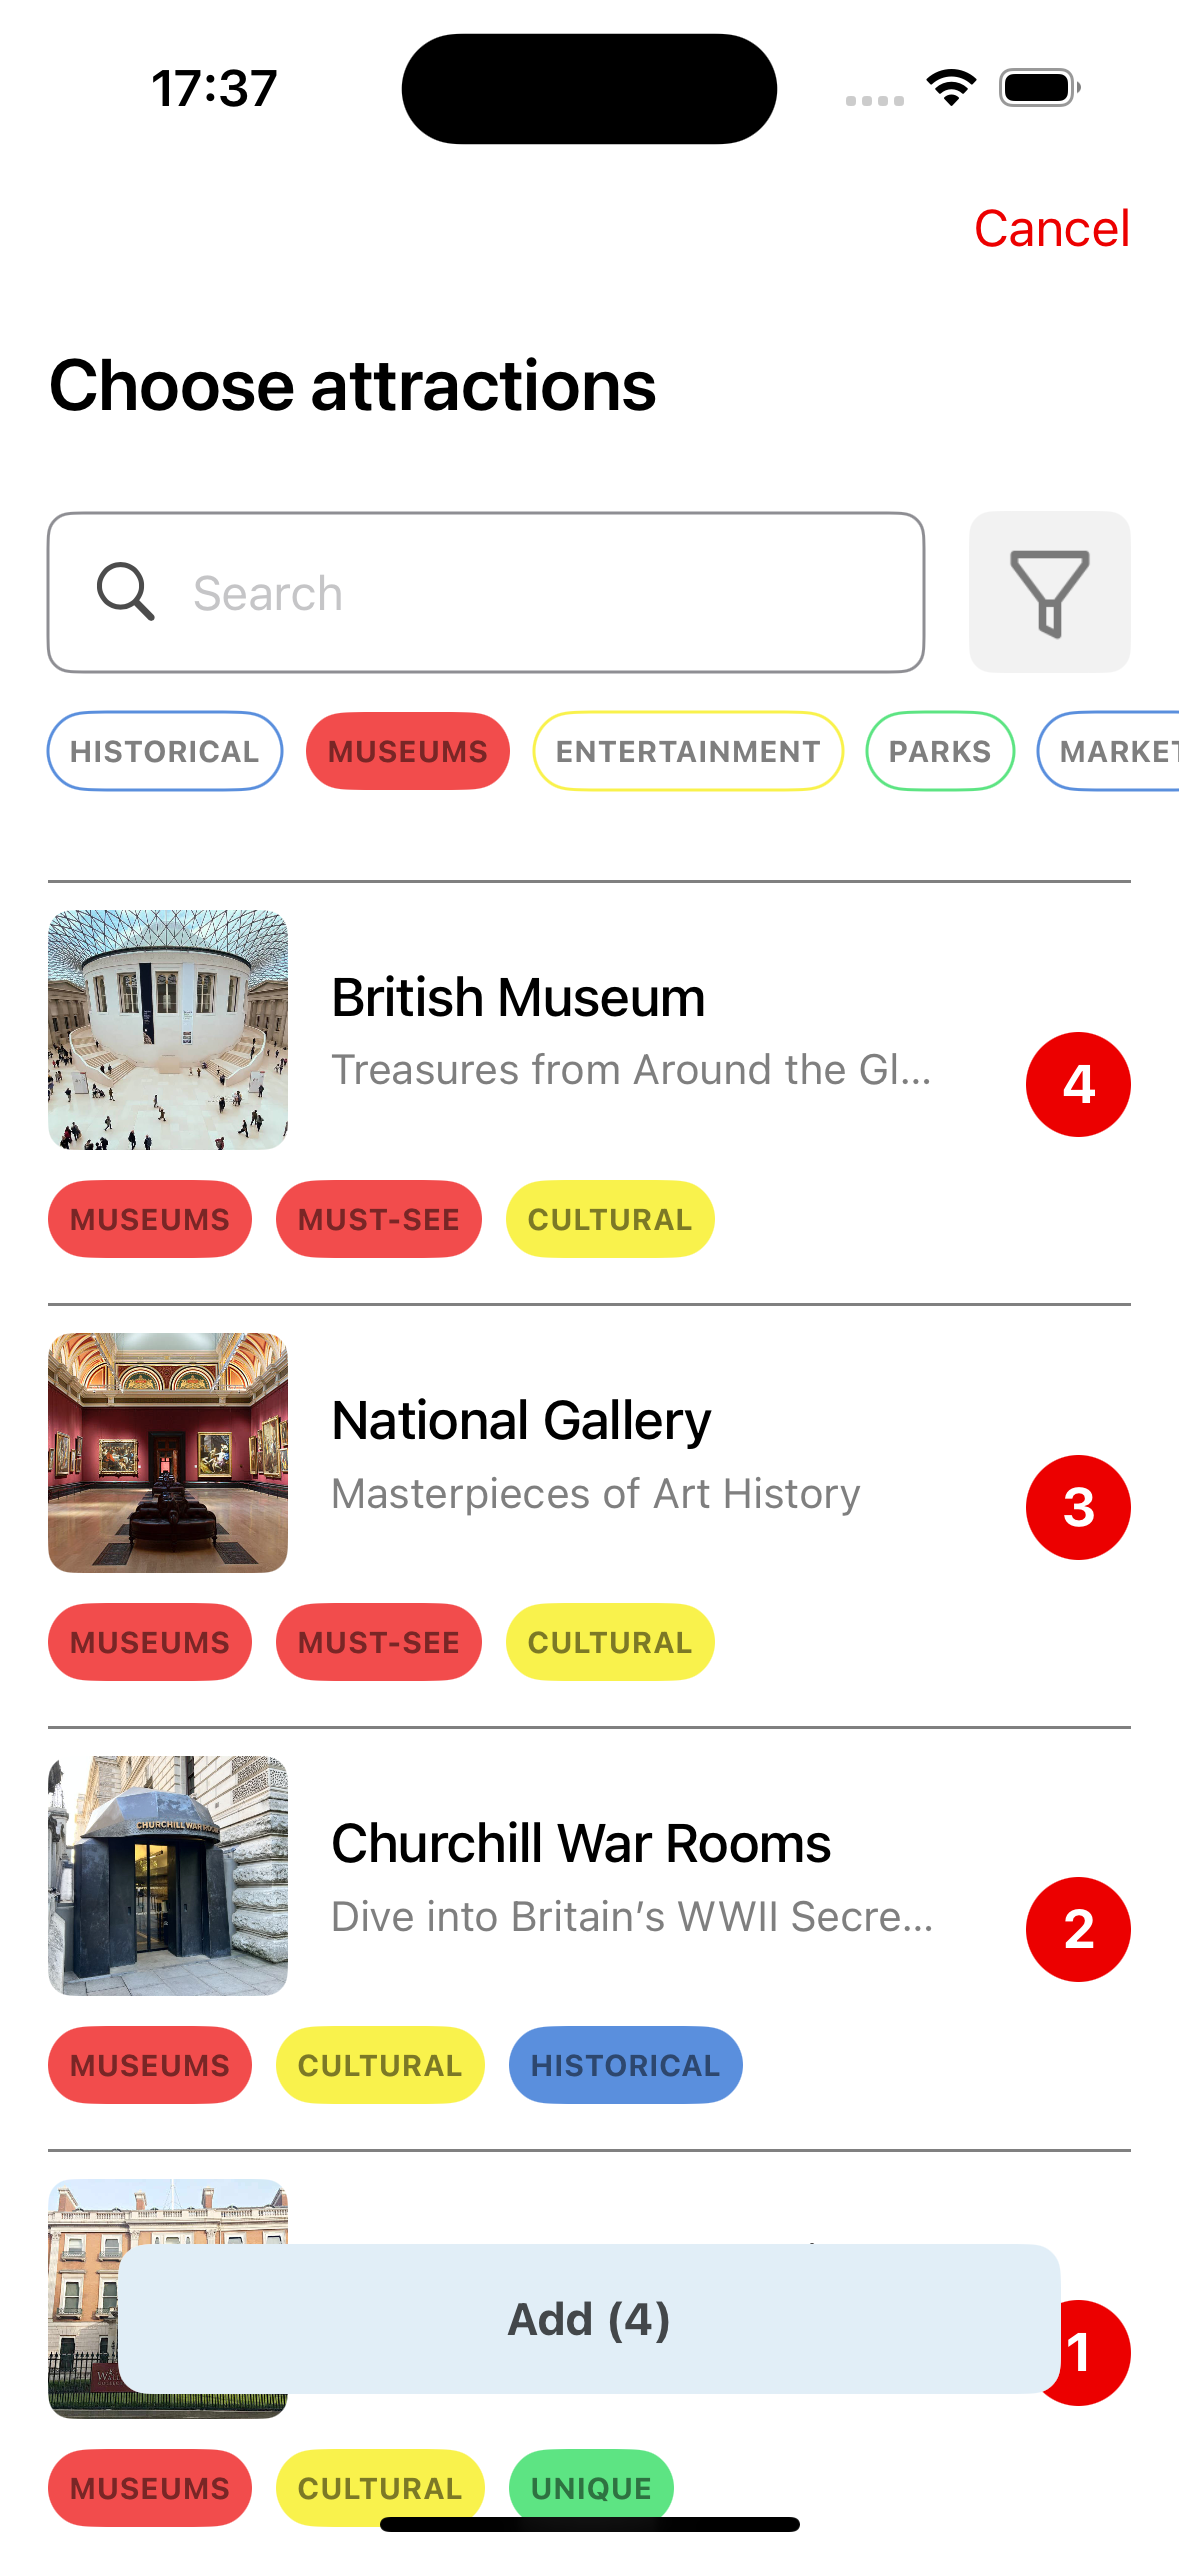 17:37
Cancel
Choose attractions
Search
HISTORICAL MUSEUMS ENTERTAINMENT PARKS MARKET
British Museum
Treasures from Around the Gl...
4
MUSEUMS MUST-SEE CULTURAL
National Gallery
Masterpieces of Art History
3
MUSEUMS MUST-SEE CULTURAL
CHURCHILL WAR ROOMS
Churchill War Rooms
Dive into Britain's WWII Secre...
2
MUSEUMS CULTURAL HISTORICAL
Add (4)
1
MUSEUMS CULTURAL UNIQUE